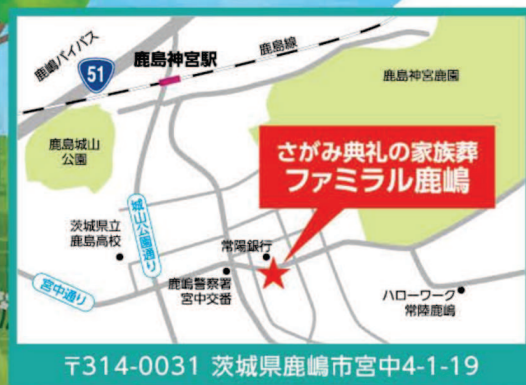 鹿嶋バイパス
51
鹿島神宮駅
鹿島線
鹿島神宮鹿園
鹿島城山
公園
さがみ典礼の家族葬
ファミラル鹿嶋
茨城県立
鹿島高校
城山公園通り
常陽銀行
宮中通り
鹿嶋警察署
宮中交番
ハローワーク
常陸鹿嶋
〒314-0031 茨城県鹿嶋市宮中4-1-19